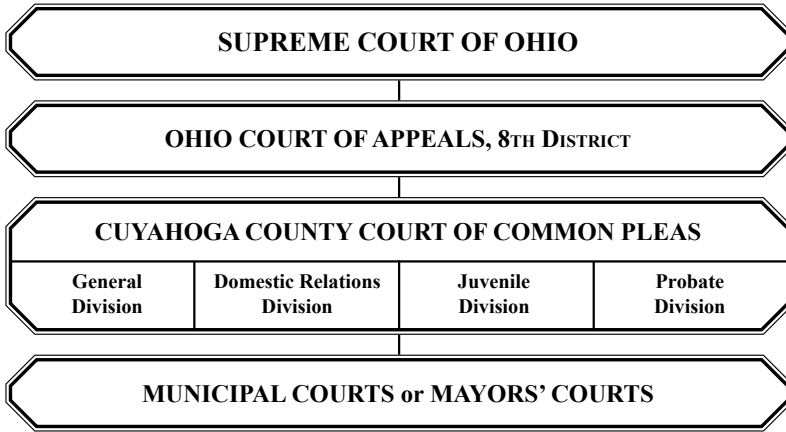 SUPREME COURT OF OHIO
OHIO COURT OF APPEALS, 8TH DISTRICT
CUYAHOGA COUNTY COURT OF COMMON PLEAS
General
Division
Domestic Relations
Division
Juvenile
Division
Probate
Division
MUNICIPAL COURTS or MAYORS' COURTS